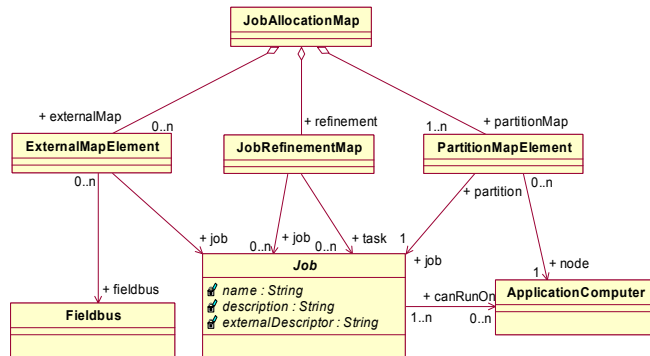 JobAllocationMap
+ externalMap
0..n
+ refinement
+ partitionMap
1..n
ExternalMapElement
JobRefinementMap
PartitionMapElement
0..n
0..n
+ partition
+ job
0..n
+ job
0..n
+ task
1
+ job
+ node
1
+ fieldbus
Job
name : String
description : String
externalDescriptor : String
+ canRunOn
1..n
0..n
Fieldbus
ApplicationComputer